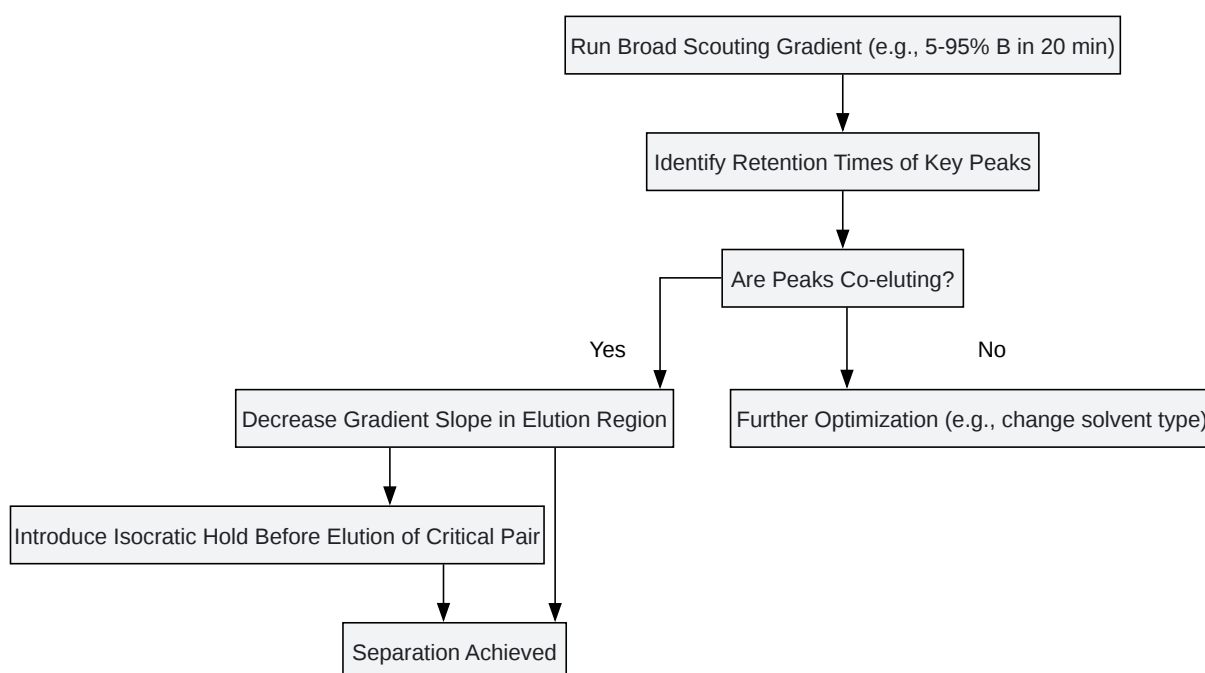 Run Broad Scouting Gradient (e.g., 5-95% B in 20 min)
Identify Retention Times of Key Peaks
Are Peaks Co-eluting?
Yes
No
Decrease Gradient Slope in Elution Region
Further Optimization (e.g., change solvent type)
Introduce Isocratic Hold Before Elution of Critical Pair
Separation Achieved